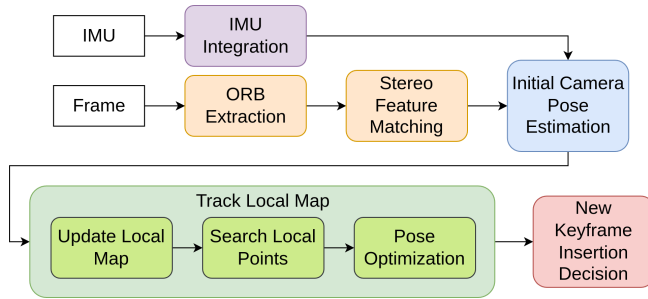 IMU
IMU
Integration
Frame
ORB
Extraction
Stereo
Feature
Matching
Initial Camera
Pose
Estimation
Track Local Map
Update Local
Map
Search Local
Points
Pose
Optimization
New
Keyframe
Insertion
Decision